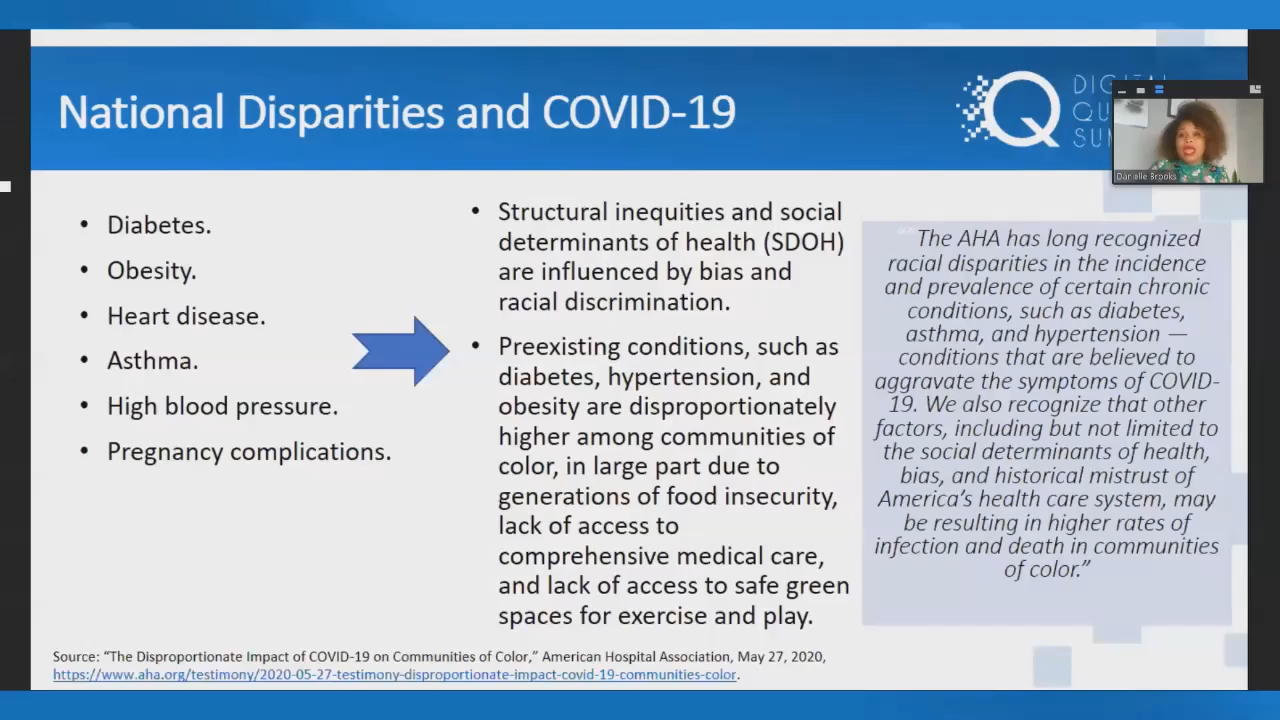 National Disparities and COVID-19
DIGITAL
Danielle Brooks
• Diabetes.
• Obesity.
• Heart disease.
• Asthma.
• High blood pressure.
• Pregnancy complications.
• Structural inequities and social
determinants of health (SDOH)
are influenced by bias and
racial discrimination.
• Preexisting conditions, such as
diabetes, hypertension, and
obesity are disproportionately
higher among communities of
color, in large part due to
generations of food insecurity,
lack of access to
comprehensive medical care,
and lack of access to safe green
spaces for exercise and play.
“The AHA has long recognized
racial disparities in the incidence
and prevalence of certain chronic
conditions, such as diabetes,
asthma, and hypertension —
conditions that are believed to
aggravate the symptoms of COVID-
19. We also recognize that other
factors, including but not limited to
the social determinants of health,
bias, and historical mistrust of
America’s health care system, may
be resulting in higher rates of
infection and death in communities
of color.”
Source: “The Disproportionate Impact of COVID-19 on Communities of Color,” American Hospital Association, May 27, 2020,
https://www.aha.org/testimony/2020-05-27-testimony-disproportionate-impact-covid-19-communities-color.